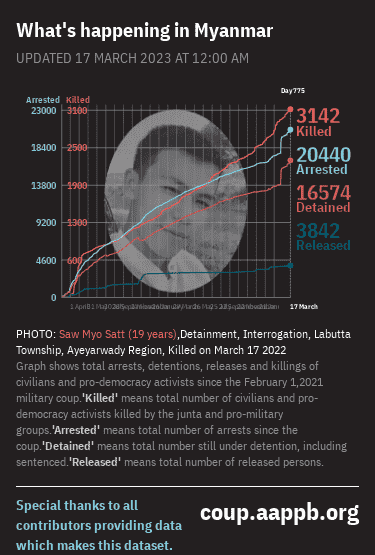 What's happening in Myanmar
UPDATED 17 MARCH 2023 AT 12:00 AM
Day775
Arrested Killed
23000 3100
3142
Killed
18400 2500
20440
Arrested
13800 1900
16574
Detained
9200 1300
3842
Released
4600 600
0
17 March
PHOTO: Saw Myo Satt (19 years),Detainment, Interrogation, Labutta
Township, Ayeyarwady Region, Killed on March 17 2022
Graph shows total arrests, detentions, releases and killings of
civilians and pro-democracy activists since the February 1,2021
military coup.'Killed' means total number of civilians and pro-
democracy activists killed by the junta and pro-military
groups.'Arrested' means total number of arrests since the
coup.'Detained' means total number still under detention, including
sentenced.'Released' means total number of released persons.
Special thanks to all
contributors providing data
which makes this dataset.
coup.aappb.org